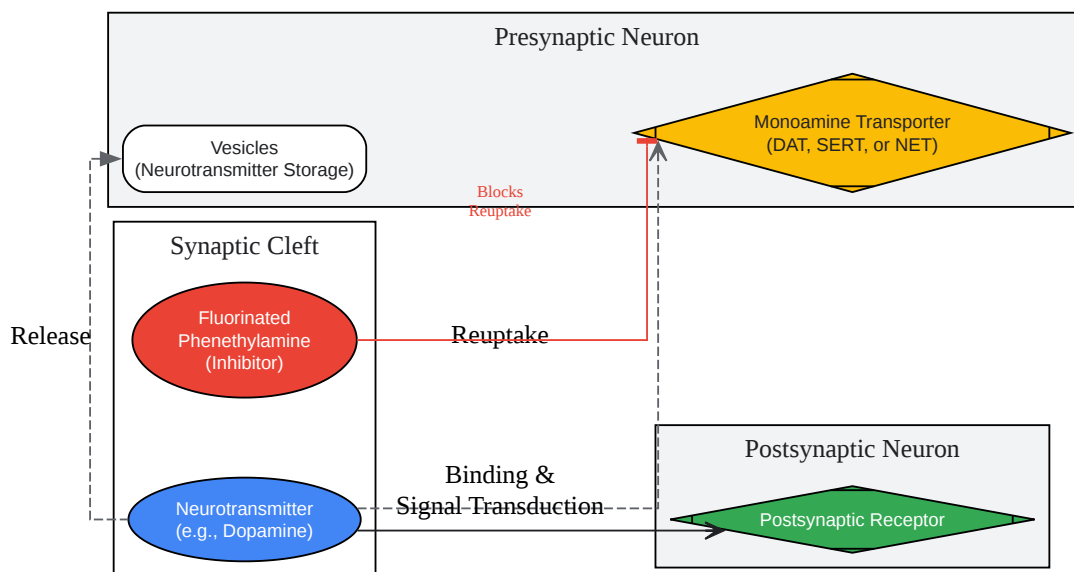 Presynaptic Neuron
Monoamine Transporter
(DAT, SERT, or NET)
Vesicles
(Neurotransmitter Storage)
Blocks
Reuptake
Synaptic Cleft
Fluorinated
Phenethylamine
(Inhibitor)
Release
Reuptake
Postsynaptic Neuron
Binding &
Signal Transduction
Neurotransmitter
(e.g., Dopamine)
Postsynaptic Receptor